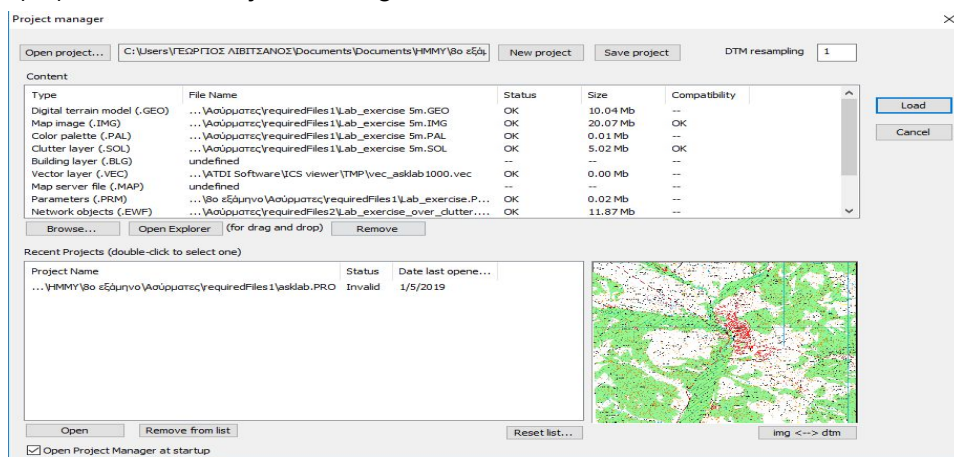 Project manager
Open project... C:\Users\ΓΕΩΡΓΙΟΣ ΛΙΒΙΤΣΑΝΟΣ\Documents\Documents\HMMY\8ο εξάμ New project Save project DTM resampling 1
Content
Type File Name Status Size Compatibility
Digital terrain model (.GEO) ...\Ασύρματες\requiredFiles1\Lab_exercise 5m.GEO OK 10.04 Mb --
Map image (.IMG) ...\Ασύρματες\requiredFiles1\Lab_exercise 5m.IMG OK 20.07 Mb OK
Color palette (.PAL) ...\Ασύρματες\requiredFiles1\Lab_exercise 5m.PAL OK 0.01 Mb --
Clutter layer (.SOL) ...\Ασύρματες\requiredFiles1\Lab_exercise 5m.SOL OK 5.02 Mb OK
Building layer (.BLG) undefined -- -- --
Vector layer (.VEC) ...\ATDI Software\ICS viewer\TMP\vec_asklab1000.vec OK 0.00 Mb --
Map server file (.MAP) undefined -- -- --
Parameters (.PRM) ...\8ο εξάμηνο\Ασύρματες\requiredFiles1\Lab_exercise.P... OK 0.02 Mb --
Network objects (.EWF) ...\Ασύρματες\requiredFiles2\Lab_exercise_over_clutter.... OK 11.87 Mb --
Load
Cancel
Browse... Open Explorer (for drag and drop) Remove
Recent Projects (double-click to select one)
Project Name Status Date last opene...
...\HMMY\8ο εξάμηνο\Ασύρματες\requiredFiles1\asklab.PRO Invalid 1/5/2019
Open Remove from list Reset list... img <--> dtm
Open Project Manager at startup